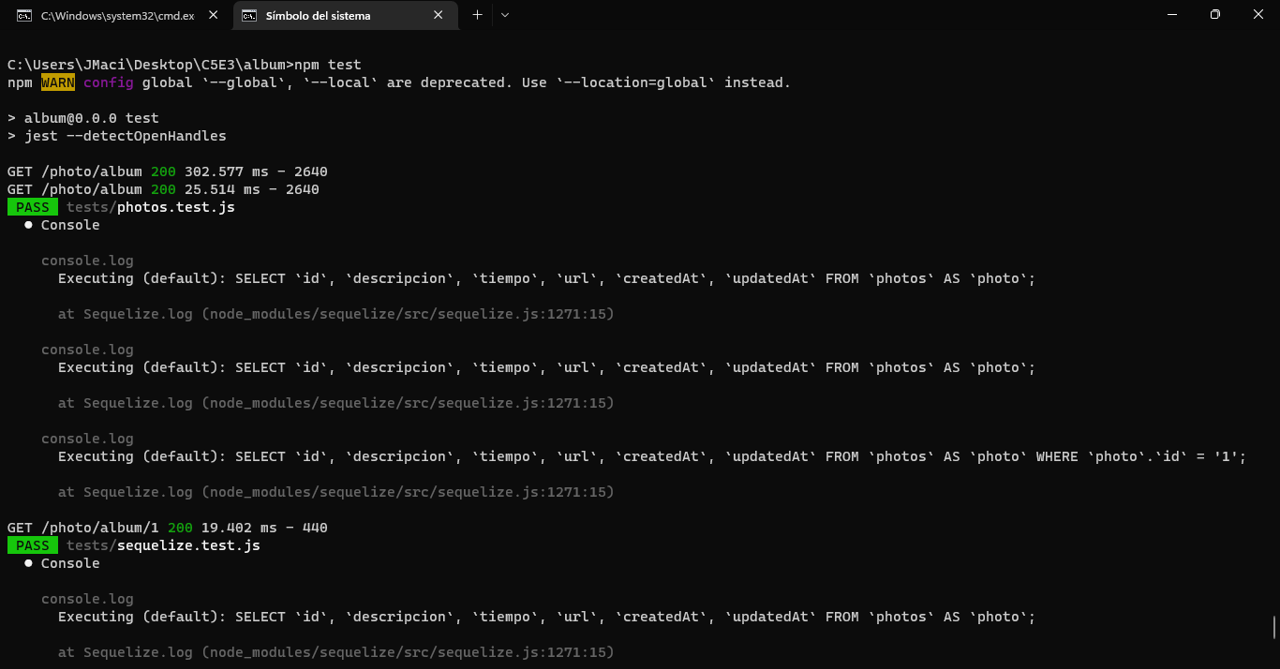 C:\Windows\system32\cmd.ex
Símbolo del sistema
C:\Users\JMaci\Desktop\C5E3\album>npm test
npm WARN config global `--global`, `--local` are deprecated. Use `--location=global` instead.
> album@0.0.0 test
> jest --detectOpenHandles
GET /photo/album 200 302.577 ms - 2640
GET /photo/album 200 25.514 ms - 2640
PASS tests/photos.test.js
● Console
console.log
Executing (default): SELECT `id`, `descripcion`, `tiempo`, `url`, `createdAt`, `updatedAt` FROM `photos` AS `photo`;
at Sequelize.log (node_modules/sequelize/src/sequelize.js:1271:15)
console.log
Executing (default): SELECT `id`, `descripcion`, `tiempo`, `url`, `createdAt`, `updatedAt` FROM `photos` AS `photo`;
at Sequelize.log (node_modules/sequelize/src/sequelize.js:1271:15)
console.log
Executing (default): SELECT `id`, `descripcion`, `tiempo`, `url`, `createdAt`, `updatedAt` FROM `photos` AS `photo` WHERE `photo`.`id` = '1';
at Sequelize.log (node_modules/sequelize/src/sequelize.js:1271:15)
GET /photo/album/1 200 19.402 ms - 440
PASS tests/sequelize.test.js
● Console
console.log
Executing (default): SELECT `id`, `descripcion`, `tiempo`, `url`, `createdAt`, `updatedAt` FROM `photos` AS `photo`;
at Sequelize.log (node_modules/sequelize/src/sequelize.js:1271:15)